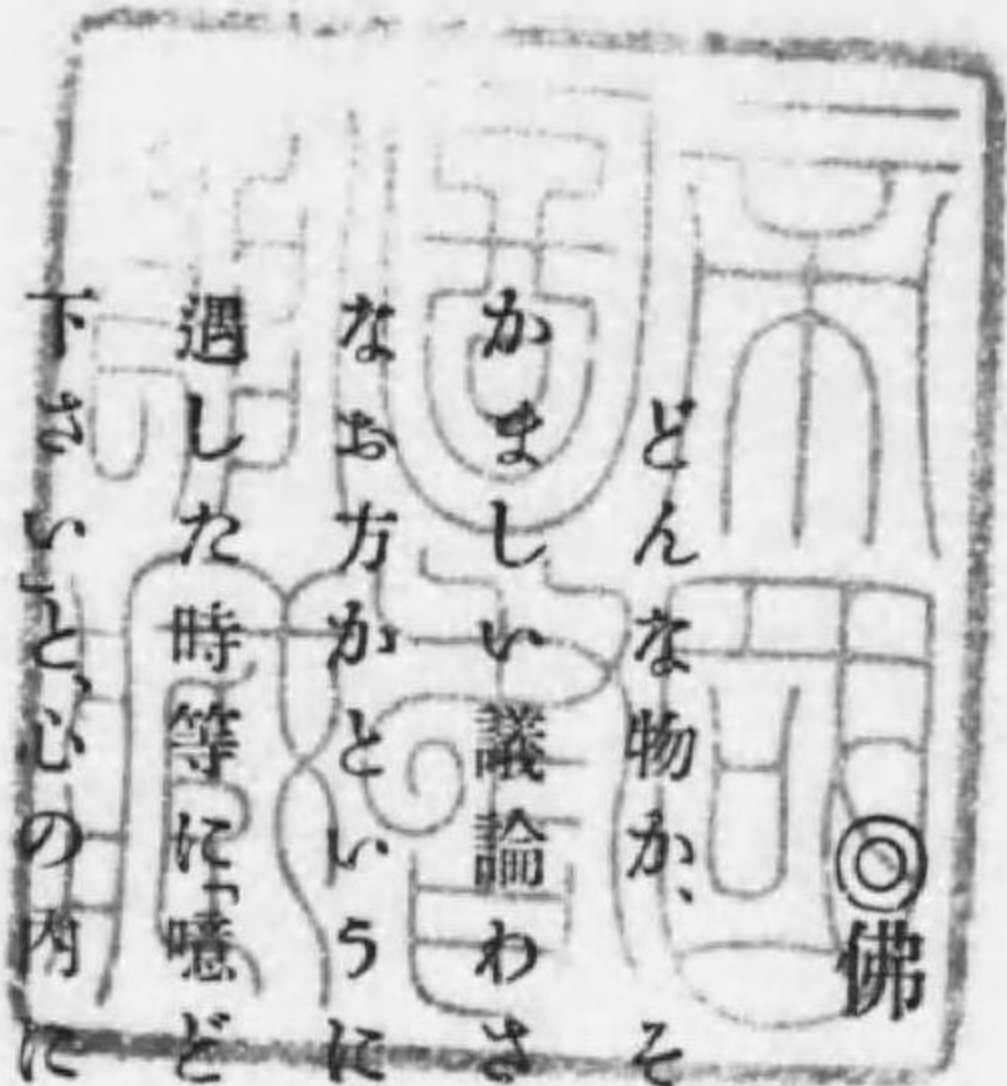 ◎佛
どんな物か、そ
かましい議論わさ
なお方かというに
遇した時等に「噫ど
下さい」と、心の内に